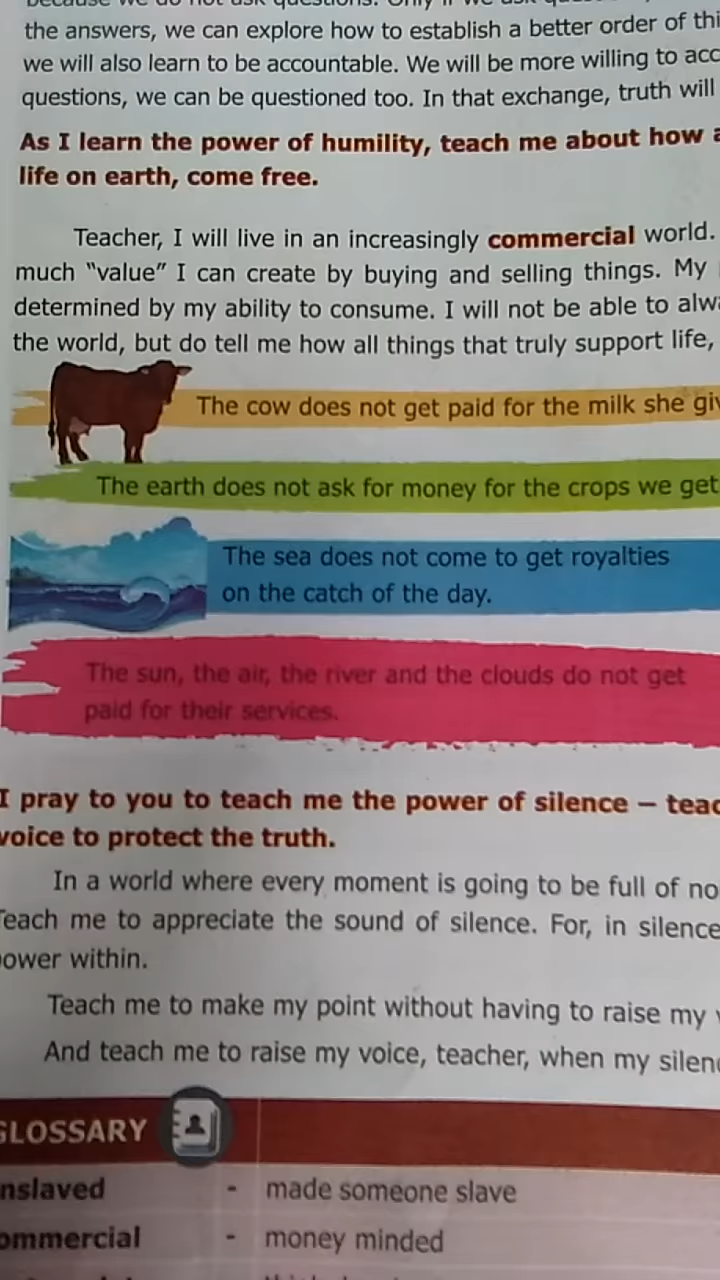 the answers, we can explore how to establish a better order of
we will also learn to be accountable. We will be more willing to
questions, we can be questioned too. In that exchange, truth will
As I learn the power of humility, teach me about how
life on earth, come free.
Teacher, I will live in an increasingly commercial world.
much “value” I can create by buying and selling things. My
determined by my ability to consume. I will not be able to
the world, but do tell me how all things that truly support life,
The cow does not get paid for the milk she
The earth does not ask for money for the crops we get
The sea does not come to get royalties
on the catch of the day.
The sun, the air, the river and the clouds do not get
paid for their services.
I pray to you to teach me the power of silence –
voice to protect the truth.
In a world where every moment is going to be full of
Teach me to appreciate the sound of silence. For, in silence
within.
Teach me to make my point without having to raise my
And teach me to raise my voice, teacher, when my
GLOSSARY
nslaved - made someone slave
ommercial - money minded